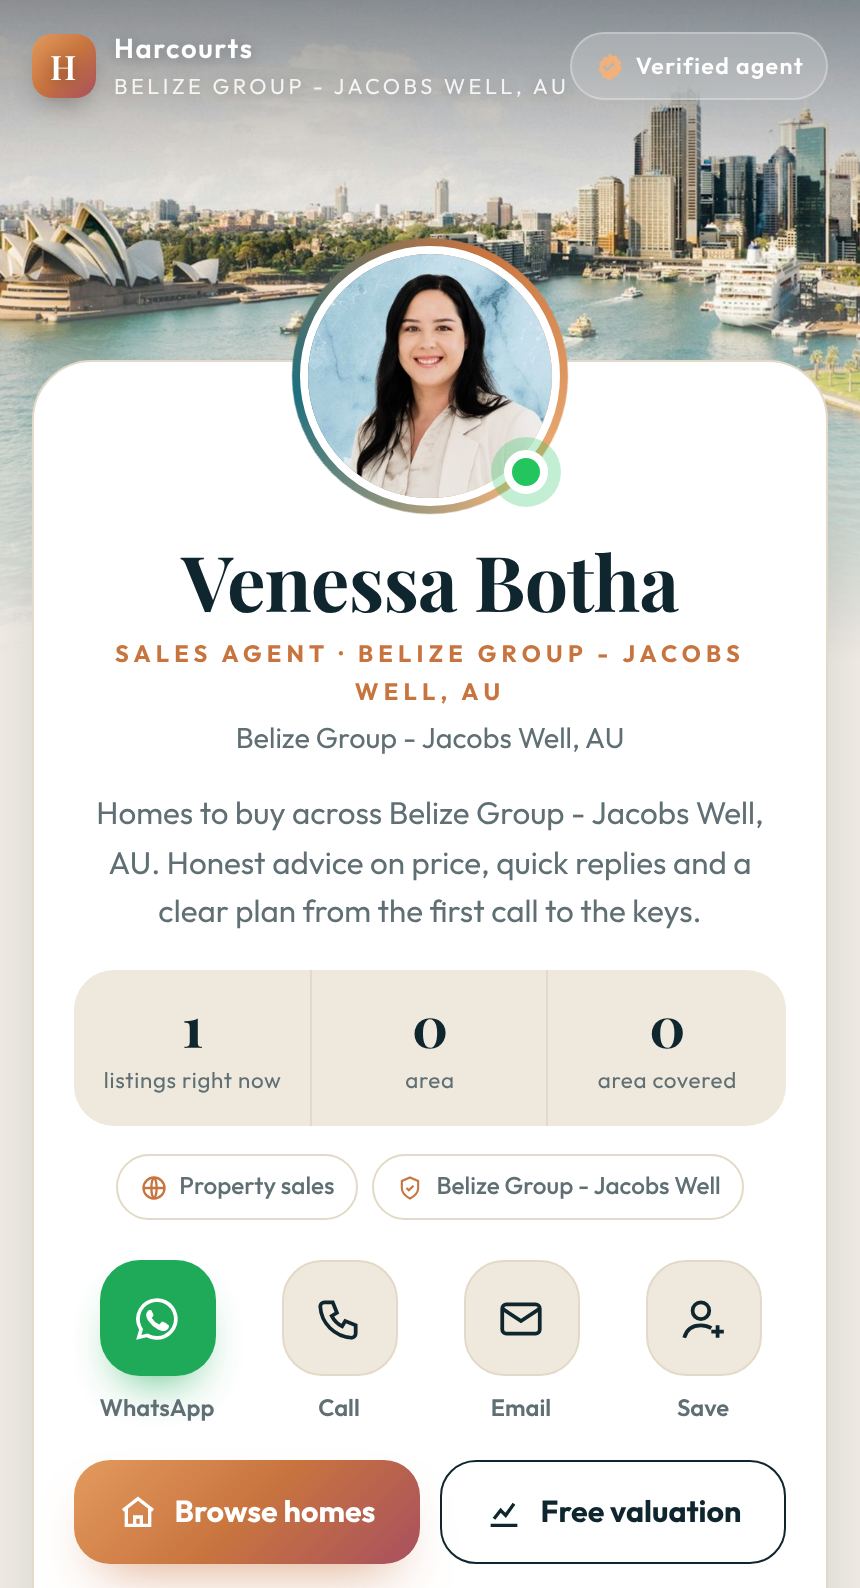 H
Harcourts
BELIZE GROUP - JACOBS WELL, AU
Verified agent
Venessa Botha
SALES AGENT · BELIZE GROUP - JACOBS
WELL, AU
Belize Group - Jacobs Well, AU
Homes to buy across Belize Group - Jacobs Well,
AU. Honest advice on price, quick replies and a
clear plan from the first call to the keys.
1
listings right now
0
area
0
area covered
Property sales
Belize Group - Jacobs Well
WhatsApp
Call
Email
Save
Browse homes
Free valuation